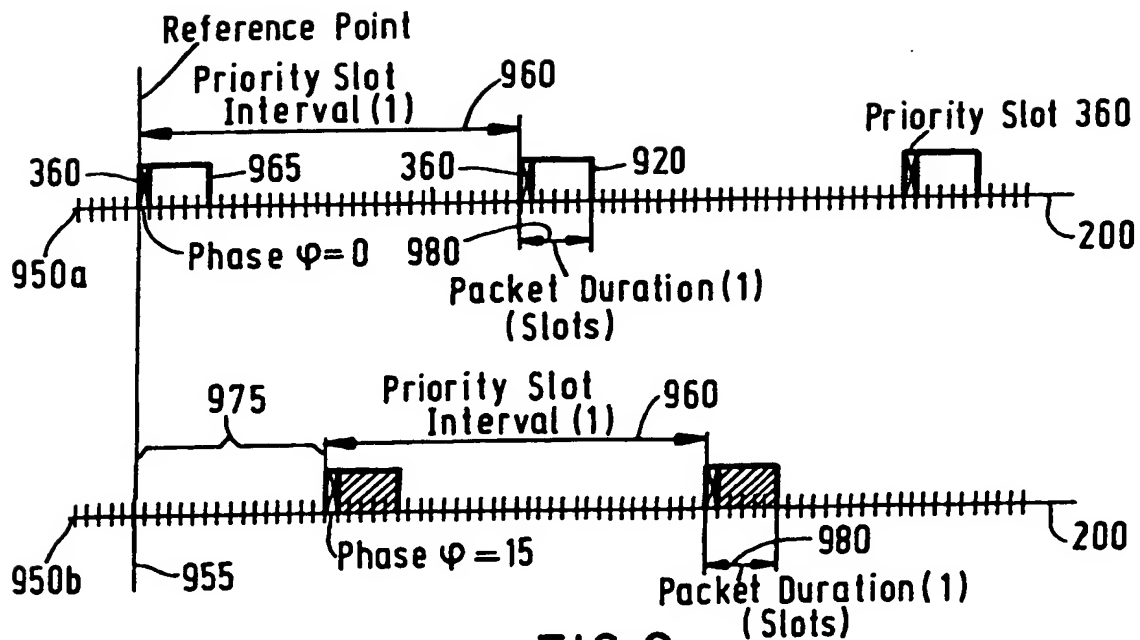 Reference Point
Priority Slot
Interval (1)
960
Priority Slot 360
360
965
360
920
950a
Phase φ=0
980
200
Packet Duration (1)
(Slots)
975
Priority Slot
Interval (1)
960
950b
955
Phase φ=15
980
200
Packet Duration (1)
(Slots)